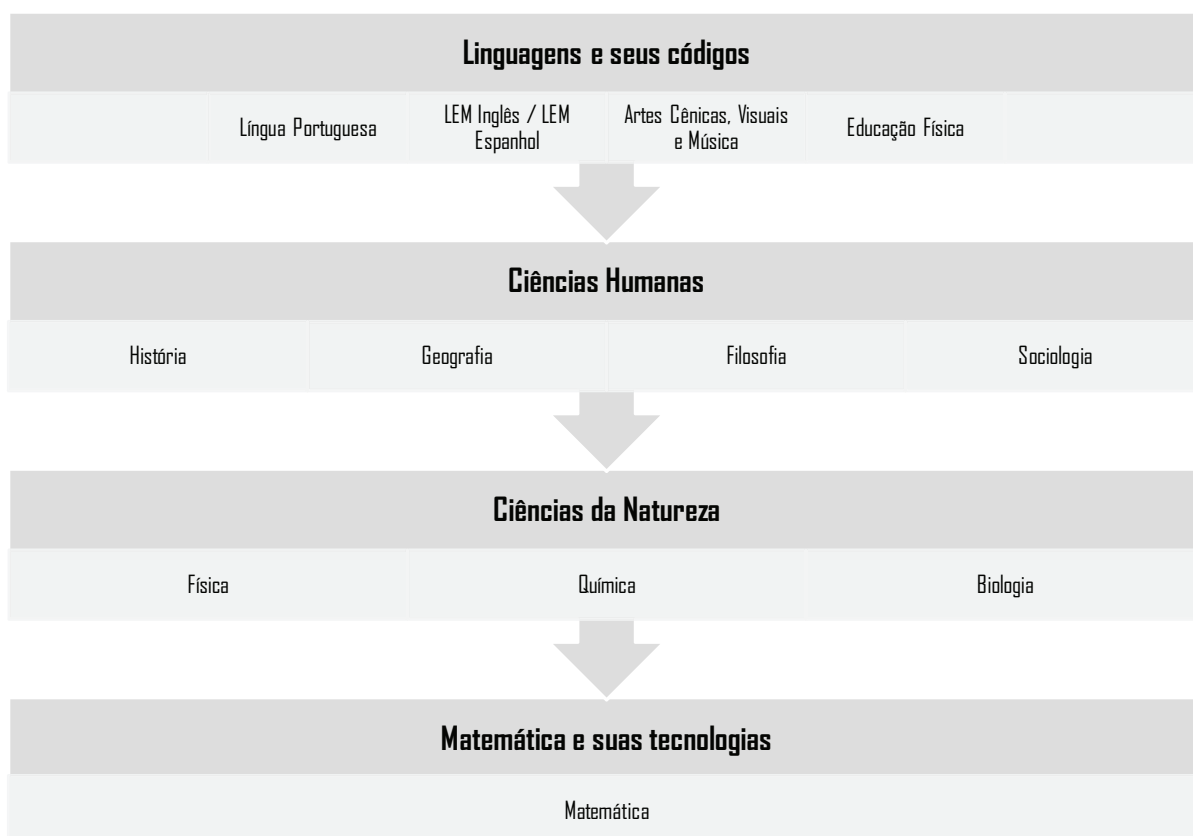 Linguagens e seus códigos
Língua Portuguesa
LEM Inglês / LEM
Espanhol
Artes Cênicas, Visuais
e Música
Educação Física
Ciências Humanas
História
Geografia
Filosofia
Sociologia
Ciências da Natureza
Física
Química
Biologia
Matemática e suas tecnologias
Matemática